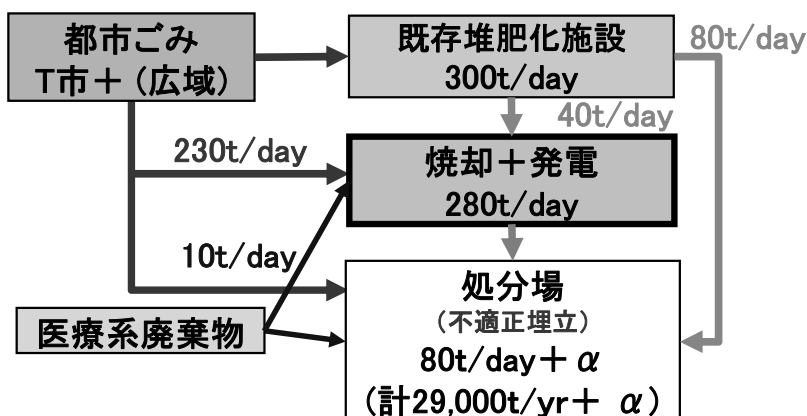 都市ごみ
T市＋（広域）
既存堆肥化施設
300t/day
80t/day
40t/day
230t/day
焼却＋発電
280t/day
10t/day
医療系廃棄物
処分場
（不適正埋立）
80t/day＋α
（計29,000t/yr＋ α）